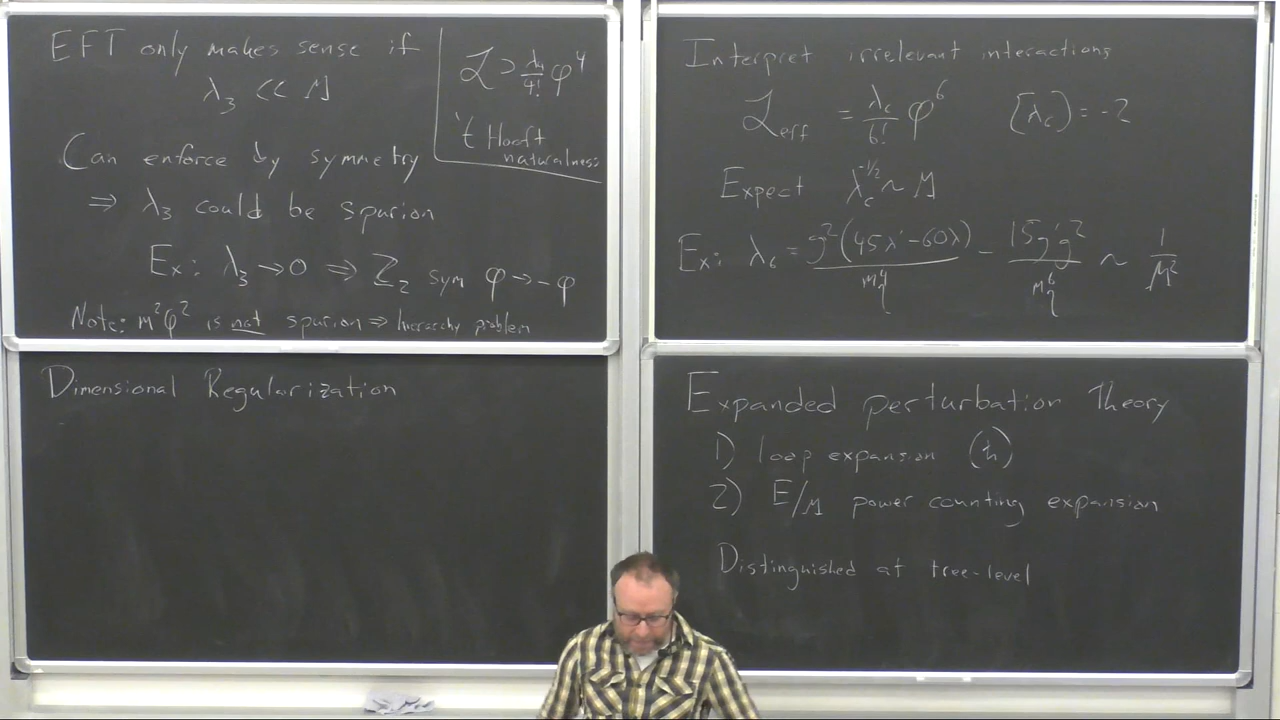 EFT only makes sense if
λ₃ << M
Can enforce by symmetry
⇒ λ₃ could be spurion
Ex: λ₃ → 0 ⇒ ℤ₂ sym φ → -φ
Note: m²φ² is not spurion ⇒ hierarchy problem
ℒ ⊃ λ₄/4! φ⁴
't Hooft
naturalness
Dimensional Regularization
Interpret irrelevant interactions
ℒeff = λ₆/6! φ⁶ [λ₆] = -2
Expect λ₆^-1/2 ~ M
Ex: λ₆ = g²(45λ' - 60λ)/m_η⁴ - 15g'g²/m_η⁶ ~ 1/M²
Expanded perturbation Theory
1) loop expansion (ħ)
2) E/M power counting expansion
Distinguished at tree-level